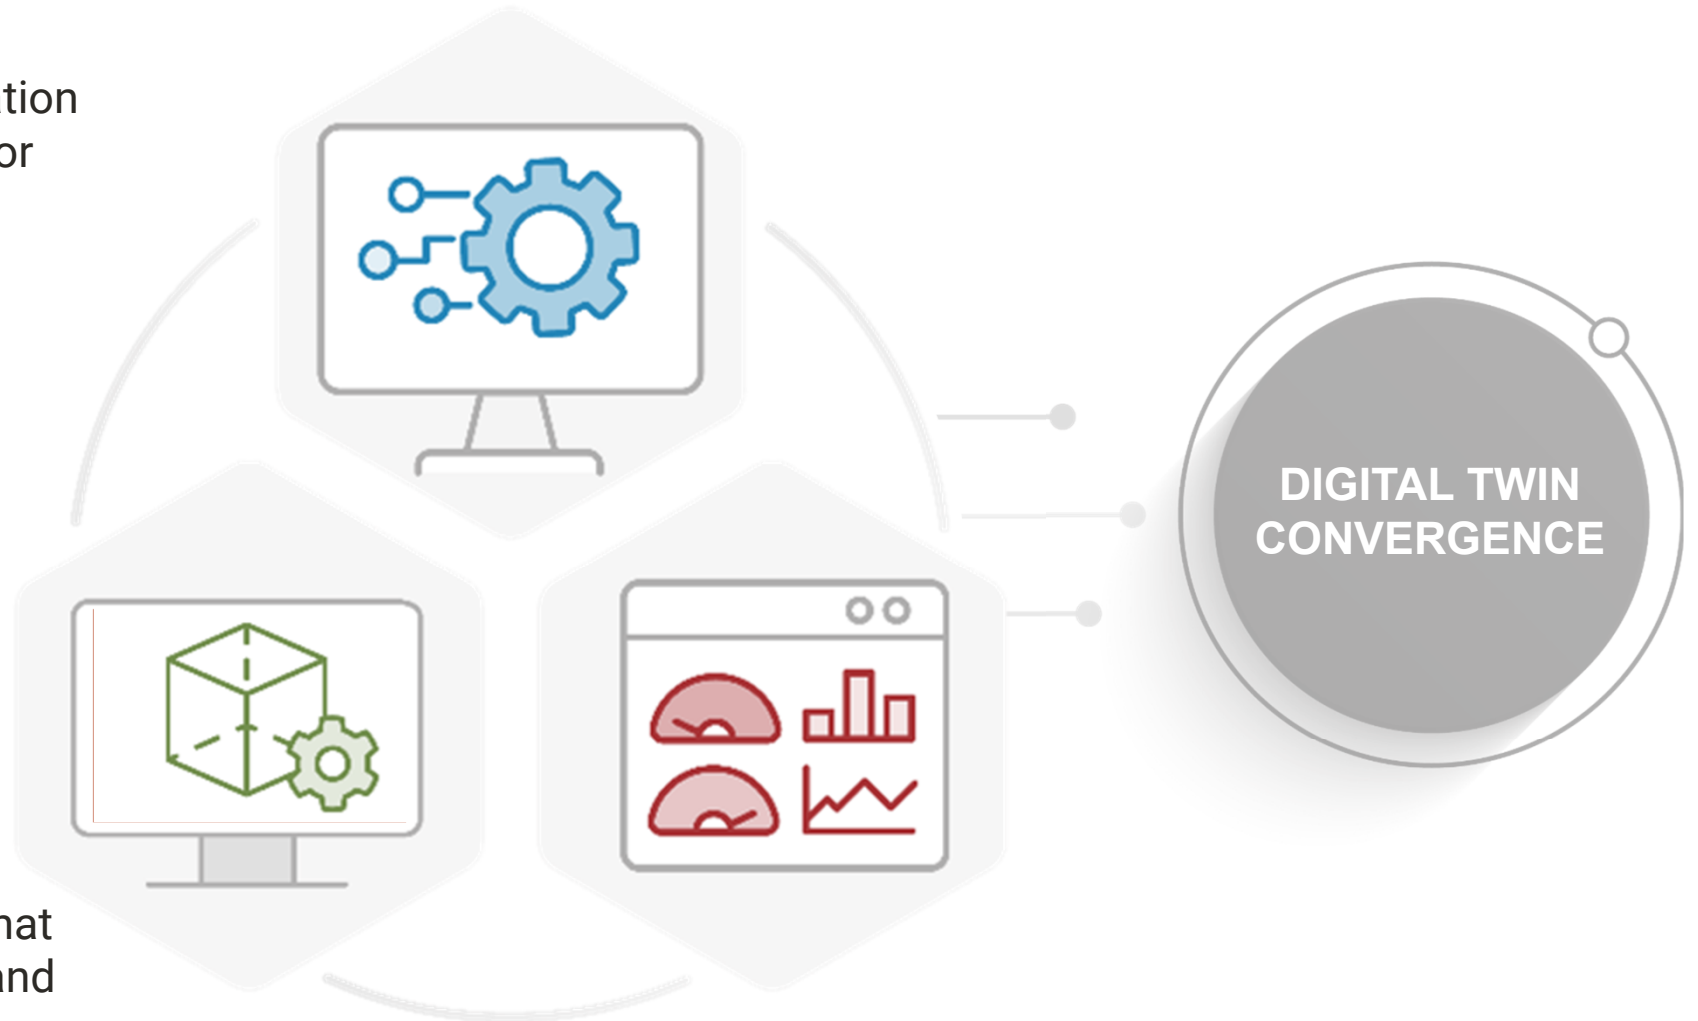 tion
or
DIGITAL TWIN
CONVERGENCE
hat
and